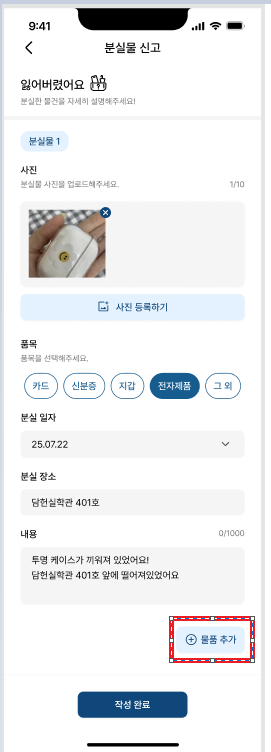 9:41
분실물 신고
잃어버렸어요
분실한 물건을 자세히 설명해주세요!
분실물 1
사진
분실물 사진을 업로드해주세요.
1/10
사진 등록하기
품목
품목을 선택해주세요.
카드 신분증 지갑 전자제품 그 외
분실 일자
25.07.22
분실 장소
담헌실학관 401호
내용
0/1000
투명 케이스가 끼워져 있었어요!
담헌실학관 401호 앞에 떨어져있었어요
물품 추가
작성 완료